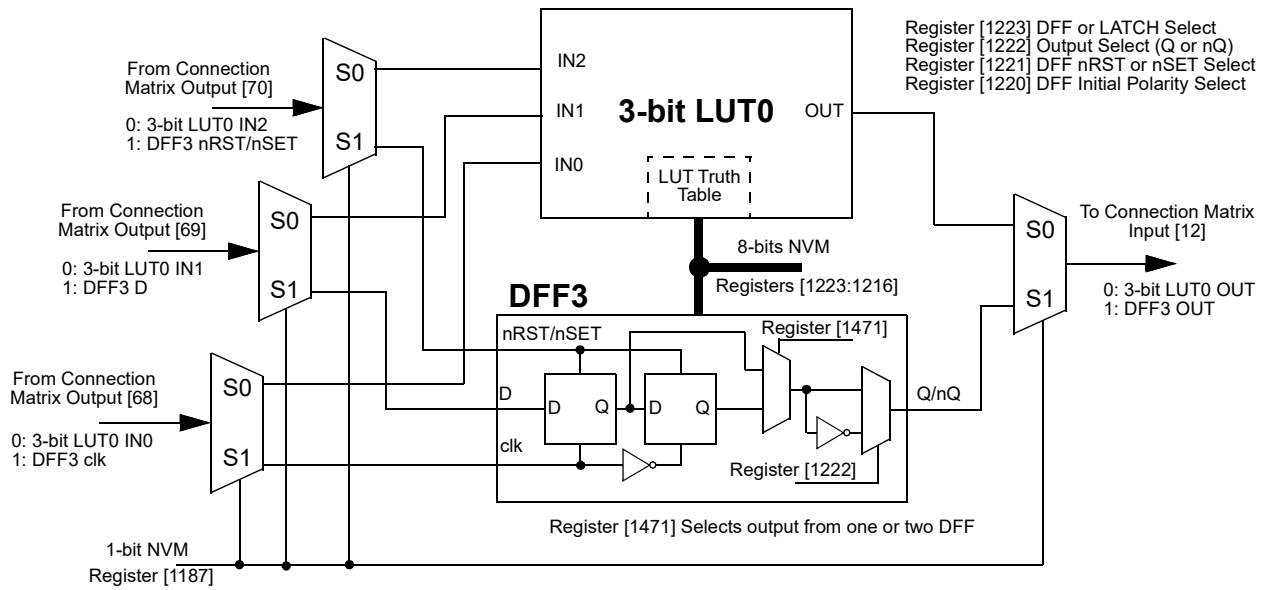 Register [1223] DFF or LATCH Select
Register [1222] Output Select (Q or nQ)
Register [1221] DFF nRST or nSET Select
Register [1220] DFF Initial Polarity Select
From Connection
Matrix Output [70]
0: 3-bit LUT0 IN2
1: DFF3 nRST/nSET
S0
S1
IN2
IN1
IN0
3-bit LUT0
OUT
LUT Truth
Table
From Connection
Matrix Output [69]
0: 3-bit LUT0 IN1
1: DFF3 D
S0
S1
To Connection Matrix
Input [12]
0: 3-bit LUT0 OUT
1: DFF3 OUT
S0
S1
8-bits NVM
Registers [1223:1216]
DFF3
nRST/nSET
Register [1471]
From Connection
Matrix Output [68]
0: 3-bit LUT0 IN0
1: DFF3 clk
S0
S1
D
D
Q
D
Q
Q/nQ
clk
Register [1222]
Register [1471] Selects output from one or two DFF
1-bit NVM
Register [1187]